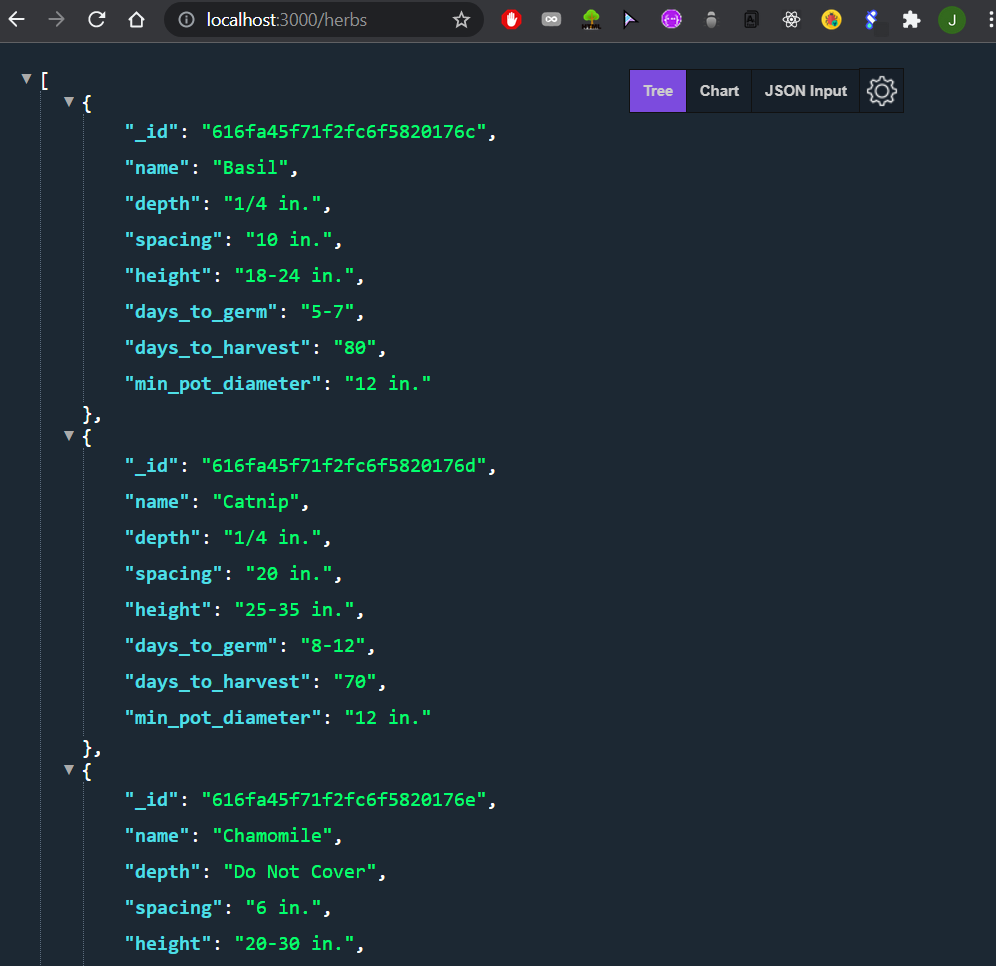 localhost:3000/herbs
HTML
A
J
Tree Chart JSON Input
[
{
"_id": "616fa45f71f2fc6f5820176c",
"name": "Basil",
"depth": "1/4 in.",
"spacing": "10 in.",
"height": "18-24 in.",
"days_to_germ": "5-7",
"days_to_harvest": "80",
"min_pot_diameter": "12 in."
},
{
"_id": "616fa45f71f2fc6f5820176d",
"name": "Catnip",
"depth": "1/4 in.",
"spacing": "20 in.",
"height": "25-35 in.",
"days_to_germ": "8-12",
"days_to_harvest": "70",
"min_pot_diameter": "12 in."
},
{
"_id": "616fa45f71f2fc6f5820176e",
"name": "Chamomile",
"depth": "Do Not Cover",
"spacing": "6 in.",
"height": "20-30 in.",